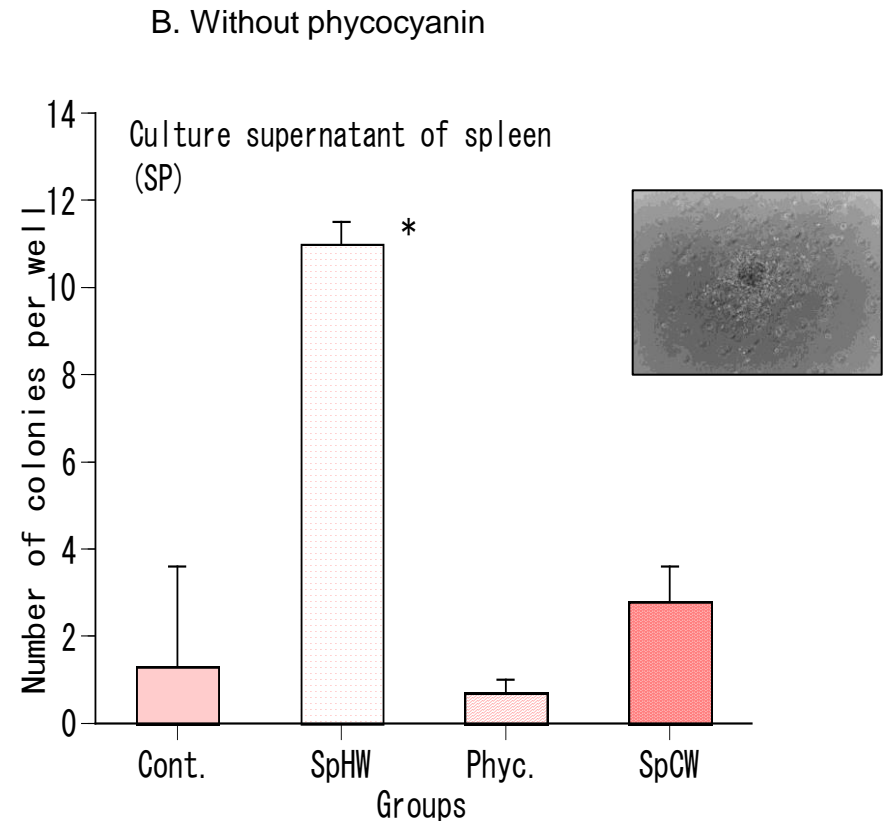 B. Without phycocyanin
Culture supernatant of spleen
(SP)
Number of colonies per well
14
12
10
8
6
4
2
0
*
Cont. SpHW Phyc. SpCW
Groups